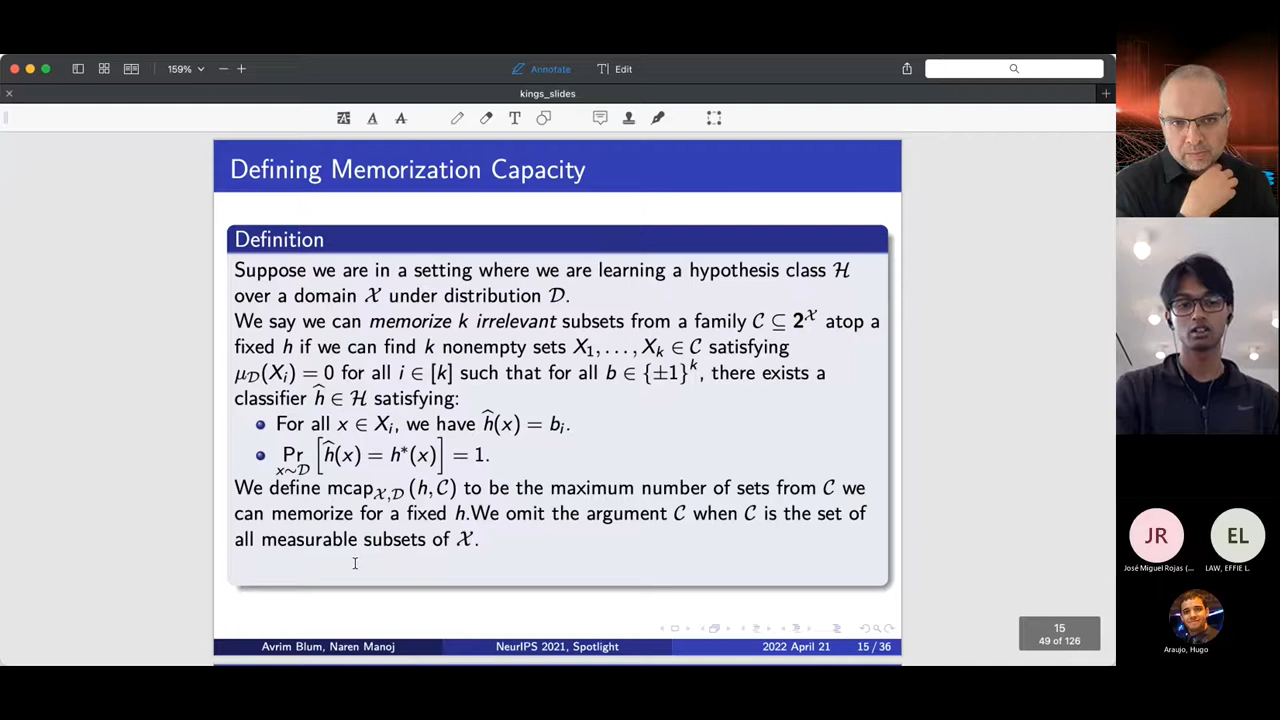 159%
Annotate
Edit
kings_slides
Defining Memorization Capacity
Definition
Suppose we are in a setting where we are learning a hypothesis class ℋ
over a domain 𝒳 under distribution 𝒟.
We say we can memorize k irrelevant subsets from a family 𝒞 ⊆ 2^𝒳 atop a
fixed h if we can find k nonempty sets X₁, . . . , Xₖ ∈ 𝒞 satisfying
μ_𝒟(Xᵢ) = 0 for all i ∈ [k] such that for all b ∈ {±1}^k, there exists a
classifier ĥ ∈ ℋ satisfying:
• For all x ∈ Xᵢ, we have ĥ(x) = bᵢ.
• Pr_{x∼𝒟} [ĥ(x) = h*(x)] = 1.
We define mcap_{𝒳,𝒟} (h, 𝒞) to be the maximum number of sets from 𝒞 we
can memorize for a fixed h.We omit the argument 𝒞 when 𝒞 is the set of
all measurable subsets of 𝒳.
15
49 of 126
Avrim Blum, Naren Manoj
NeurIPS 2021, Spotlight
2022 April 21
15 / 36
JR
EL
José Miguel Rojas (...
LAW, EFFIE L.
Araujo, Hugo